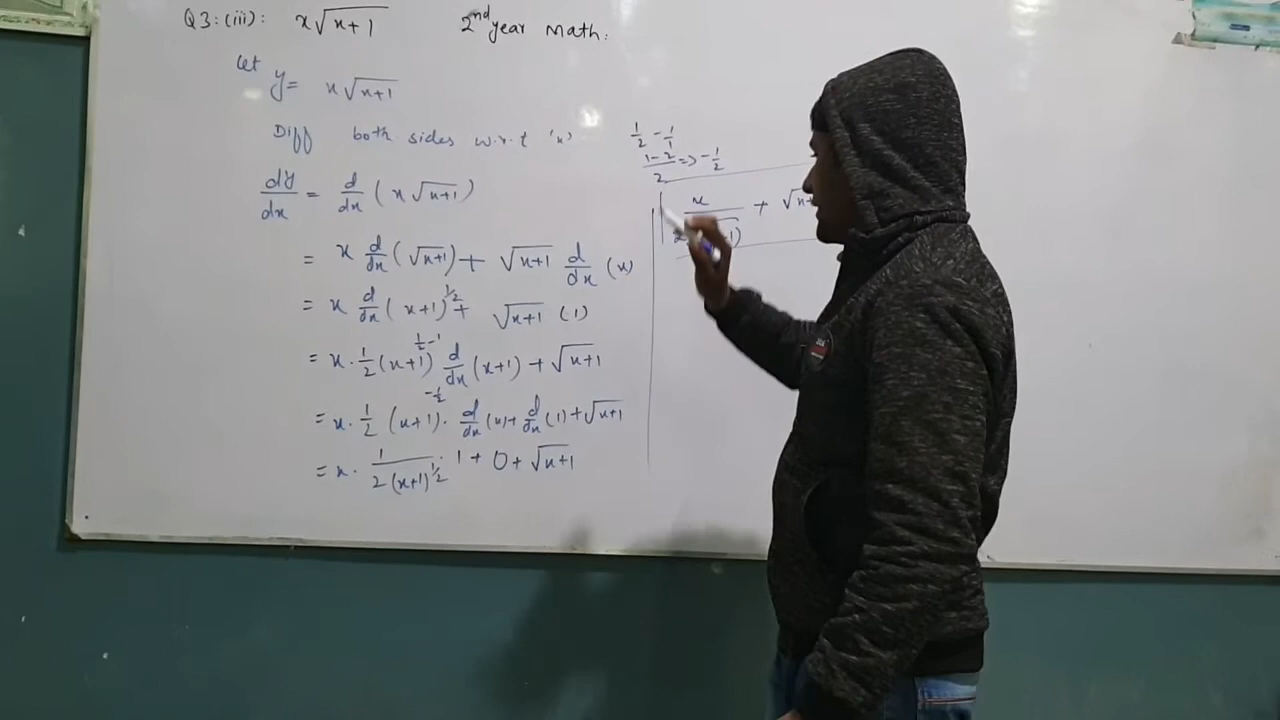 Q3:(iii): x√(x+1) 2nd year Math.
Let y = x√(x+1)
Diff both sides w.r.t 'x'
dy/dx = d/dx (x√(x+1))
= x d/dx (√(x+1)) + √(x+1) d/dx (x)
= x d/dx (x+1)^1/2 + √(x+1) (1)
= x · 1/2 (x+1)^1/2-1 d/dx (x+1) + √(x+1)
= x · 1/2 (x+1)^-1/2 · d/dx (x) + d/dx (1) + √(x+1)
= x · 1/2(x+1)^1/2 · 1 + 0 + √(x+1)
1/2 - 1/1
1-2/2 => -1/2
x/2 1) + √x